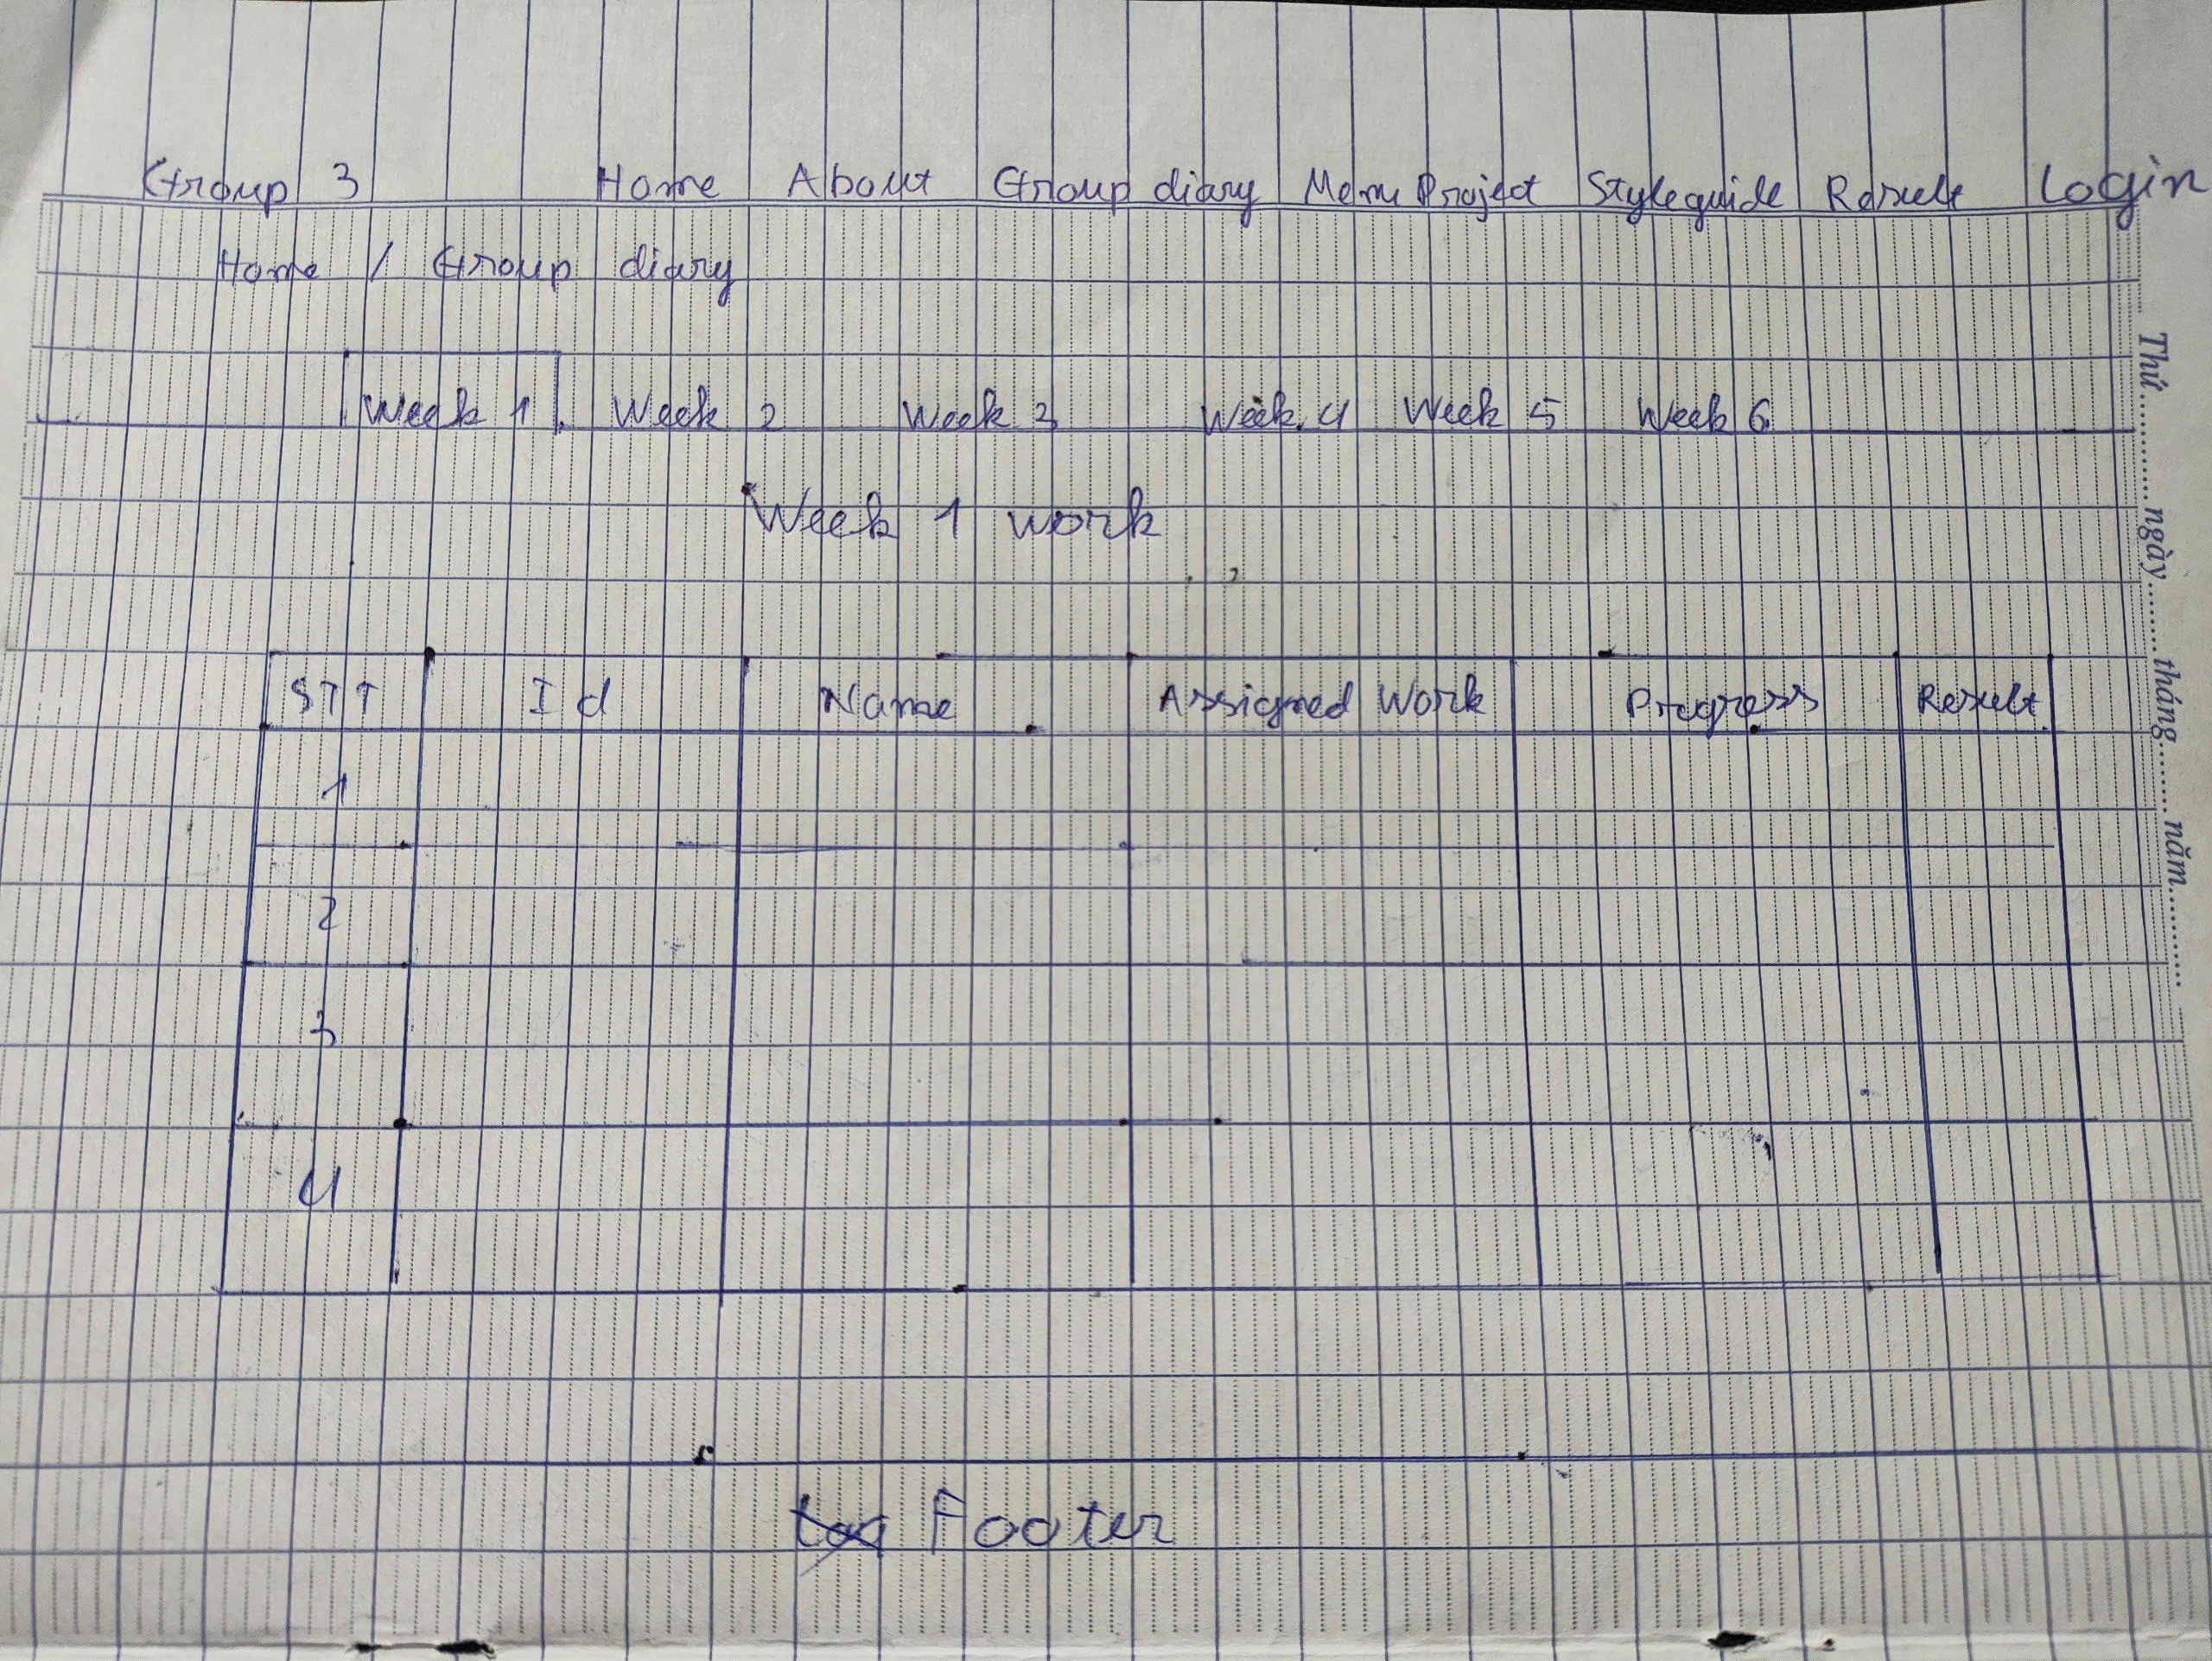 Group 3 Home About Group diary Menu Project Styleguide Result Login
Home / Group diary
Week 1 Week 2 Week 3 Week 4 Week 5 Week 6
Week 1 work
STT Id Name Assigned Work Progress Result
1
2
3
4
Footer
Thứ.......... ngày.......tháng........năm..........